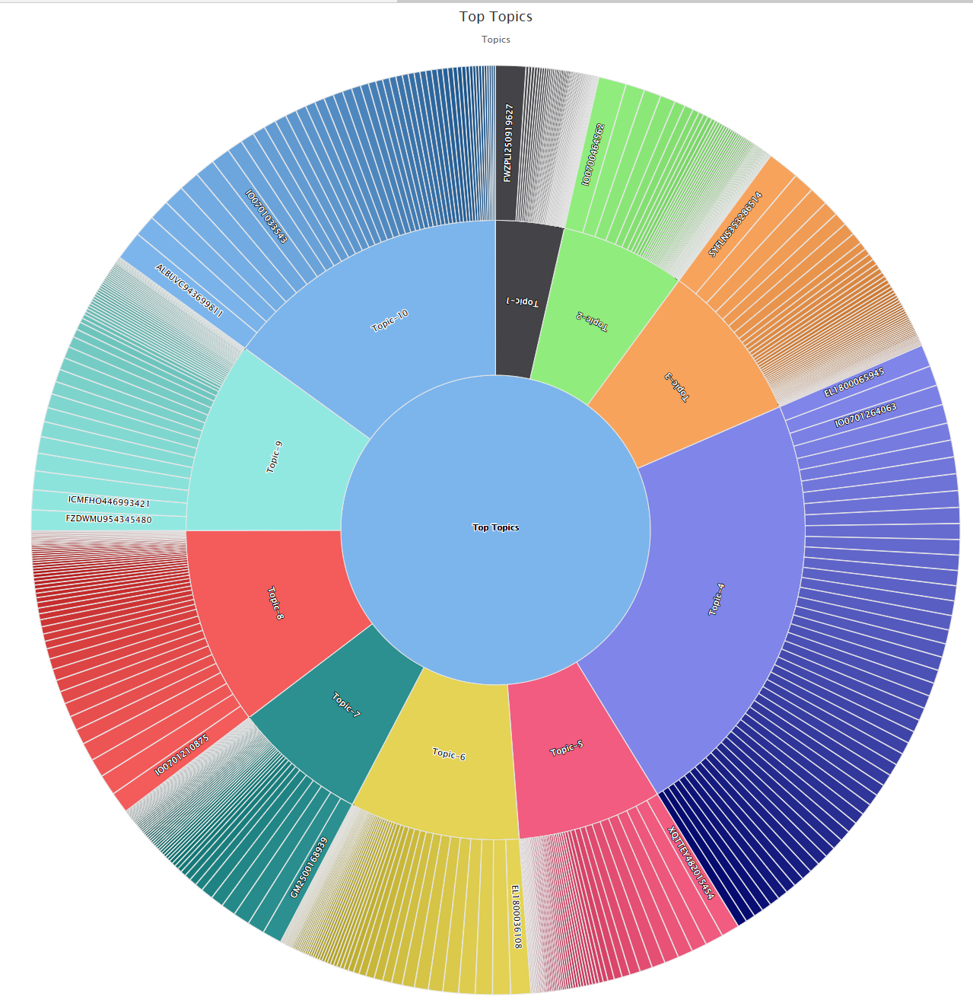 Top Topics
Topics
FWZPLI250919627
IO0700464562
SYFLNS353286514
EL1800065945
IO0701264063
XQTTEY482015454
EL1800036108
GM2500168939
IO0701210875
FZDWMU954345480
ICMFHO446993421
ALBUVC943699811
IO0701033543
Topic-1
Topic-2
Topic-3
Topic-4
Topic-5
Topic-6
Topic-7
Topic-8
Topic-9
Topic-10
Top Topics